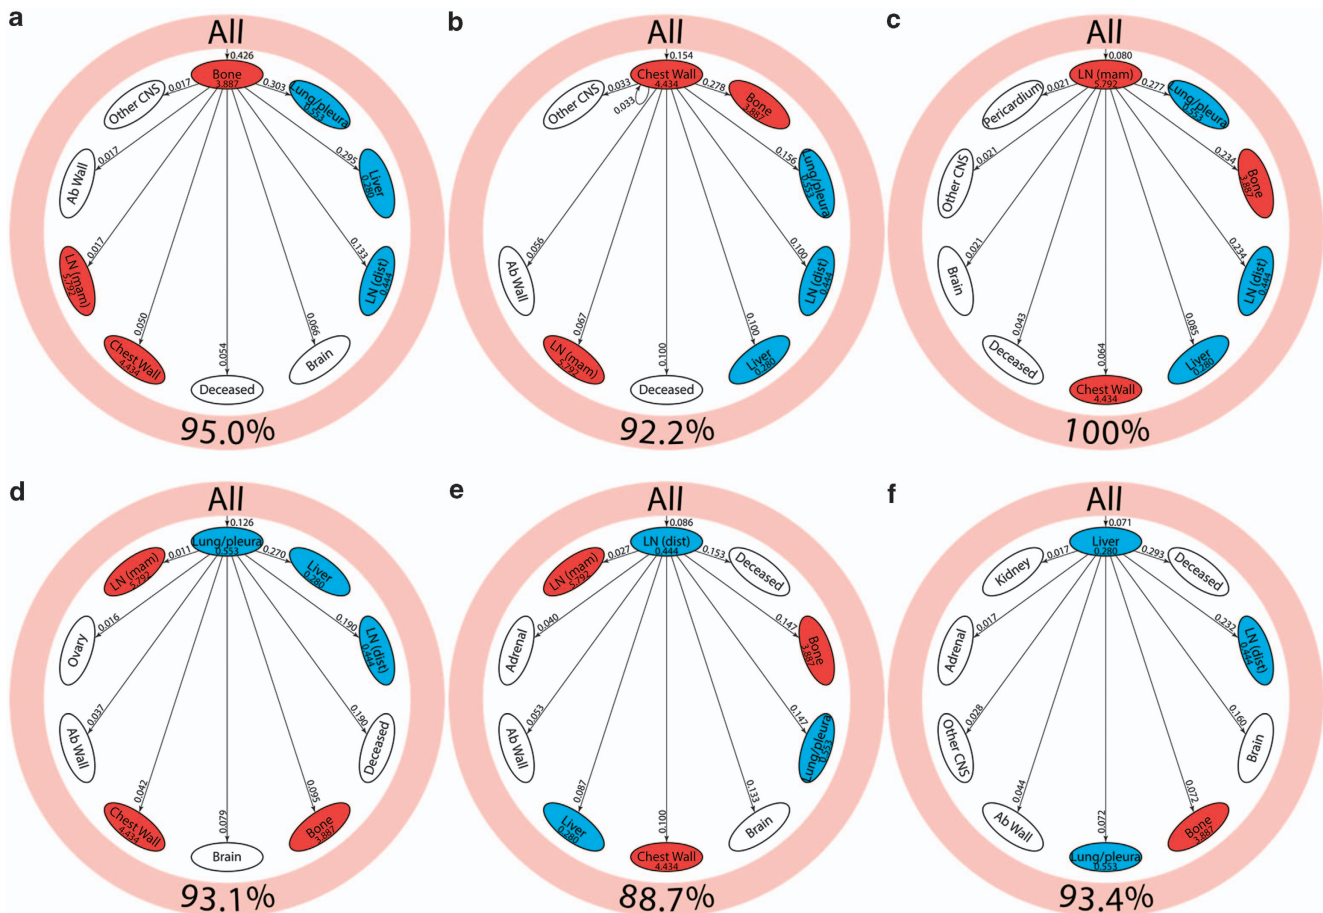 a
All
0.426
Bone
3.887
0.017
Other CNS
0.303
Lung/pleura
0.553
0.017
Ab Wall
0.295
Liver
0.280
0.017
LN (mam)
5.792
0.133
LN (dist)
0.444
0.050
Chest Wall
4.434
0.054
Deceased
0.066
Brain
95.0%
b
All
0.154
Chest Wall
4.434
0.033
Other CNS
0.033
0.278
Bone
3.887
0.156
Lung/pleura
0.553
0.056
Ab Wall
0.100
LN (dist)
0.444
0.067
LN (mam)
5.792
0.100
Deceased
0.100
Liver
0.280
92.2%
c
All
0.080
LN (mam)
5.792
0.021
Pericardium
0.277
Lung/pleura
0.553
0.021
Other CNS
0.234
Bone
3.887
0.021
Brain
0.234
LN (dist)
0.444
0.043
Deceased
0.064
Chest Wall
4.434
0.085
Liver
0.280
100%
d
All
0.126
Lung/pleura
0.553
0.011
LN (mam)
5.792
0.270
Liver
0.280
0.016
Ovary
0.190
LN (dist)
0.444
0.037
Ab Wall
0.190
Deceased
0.042
Chest Wall
4.434
0.079
Brain
0.095
Bone
3.887
93.1%
e
All
0.086
LN (dist)
0.444
0.027
LN (mam)
5.792
0.153
Deceased
0.040
Adrenal
0.147
Bone
3.887
0.053
Ab Wall
0.147
Lung/pleura
0.553
0.087
Liver
0.280
0.100
Chest Wall
4.434
0.133
Brain
88.7%
f
All
0.071
Liver
0.280
0.017
Kidney
0.293
Deceased
0.017
Adrenal
0.232
LN (dist)
0.444
0.028
Other CNS
0.160
Brain
0.044
Ab Wall
0.072
Lung/pleura
0.553
0.072
Bone
3.887
93.4%